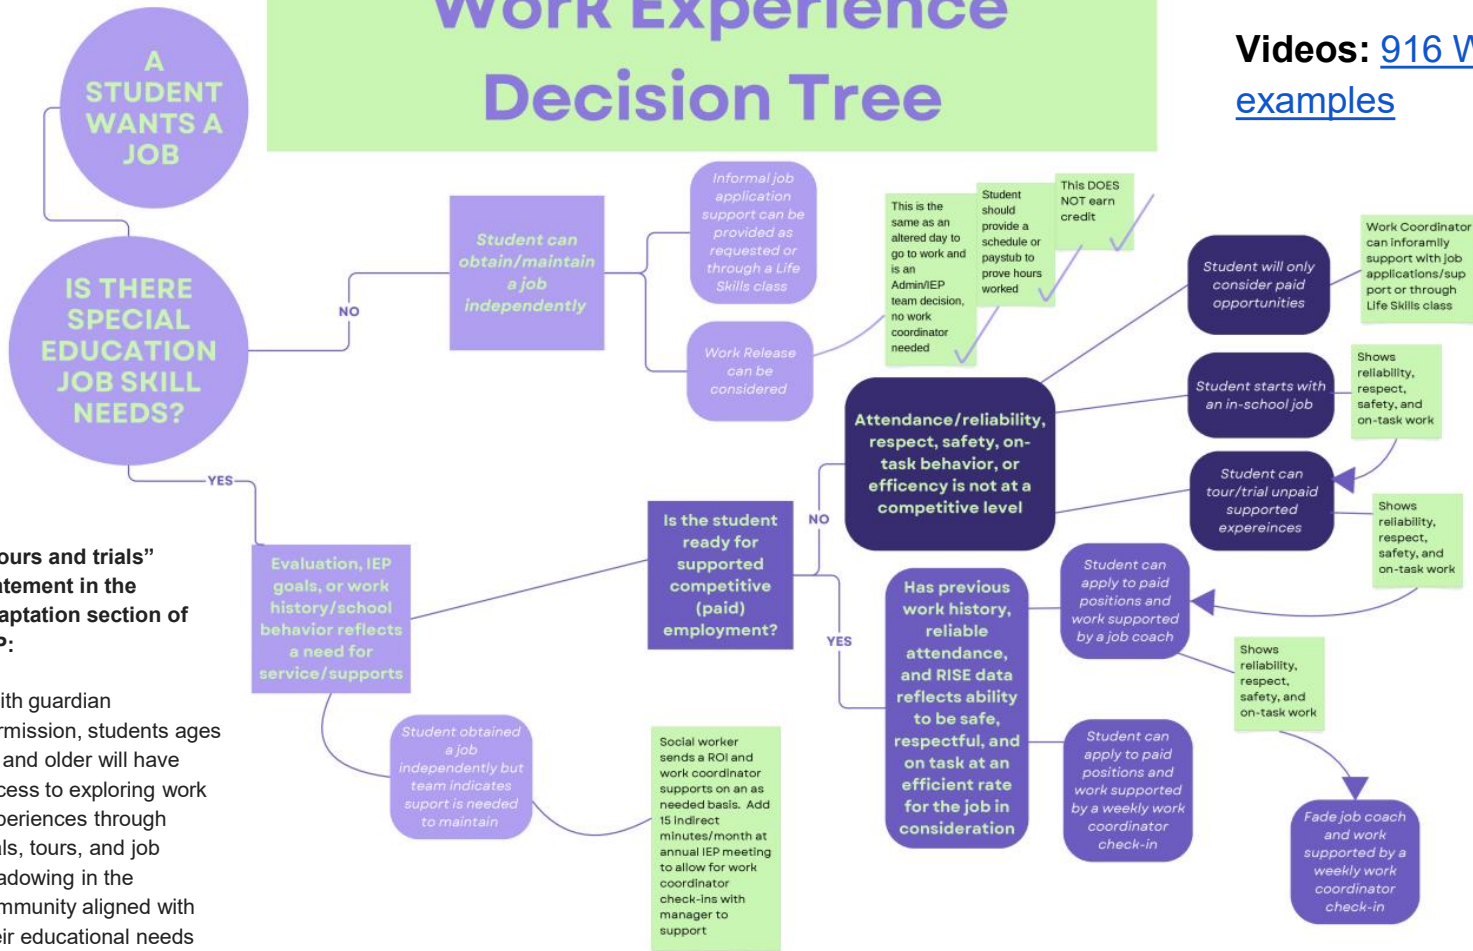 Work Experience
Decision Tree
Videos: 916 W
examples
A
STUDENT
WANTS A
JOB
IS THERE
SPECIAL
EDUCATION
JOB SKILL
NEEDS?
NO
Student can
obtain/maintain
a job
independently
Informal job
application
support can be
provided as
requested or
through a Life
Skills class
Work Release
can be
considered
This is the
same as an
altered day to
go to work and
is an
Admin/IEP
team decision,
no work
coordinator
needed
Student
should
provide a
schedule or
paystub to
prove hours
worked
This DOES
NOT earn
credit
YES
Evaluation, IEP
goals, or work
history/school
behavior reflects
a need for
service/supports
Student obtained
a job
independently but
team indicates
suport is needed
to maintain
Social worker
sends a ROI and
work coordinator
supports on an as
needed basis. Add
15 indirect
minutes/month at
annual IEP meeting
to allow for work
coordinator
check-ins with
manager to
support
Is the student
ready for
supported
competitive
(paid)
employment?
NO
Attendance/reliability,
respect, safety, on-
task behavior, or
efficency is not at a
competitive level
Student will only
consider paid
opportunities
Work Coordinator
can inforamlly
support with job
applications/sup
port or through
Life Skills class
Student starts with
an in-school job
Shows
reliability,
respect,
safety, and
on-task work
Student can
tour/trial unpaid
supported
expereinces
Shows
reliability,
respect,
safety, and
on-task work
YES
Has previous
work history,
reliable
attendance,
and RISE data
reflects ability
to be safe,
respectful, and
on task at an
efficient rate
for the job in
consideration
Student can
apply to paid
positions and
work supported
by a job coach
Shows
reliability,
respect,
safety, and
on-task work
Student can
apply to paid
positions and
work supported
by a weekly work
coordinator
check-in
Fade job coach
and work
supported by a
weekly work
coordinator
check-in
ours and trials”
atement in the
aptation section of
P:
ith guardian
rmission, students ages
and older will have
cess to exploring work
periences through
als, tours, and job
adowing in the
mmunity aligned with
eir educational needs